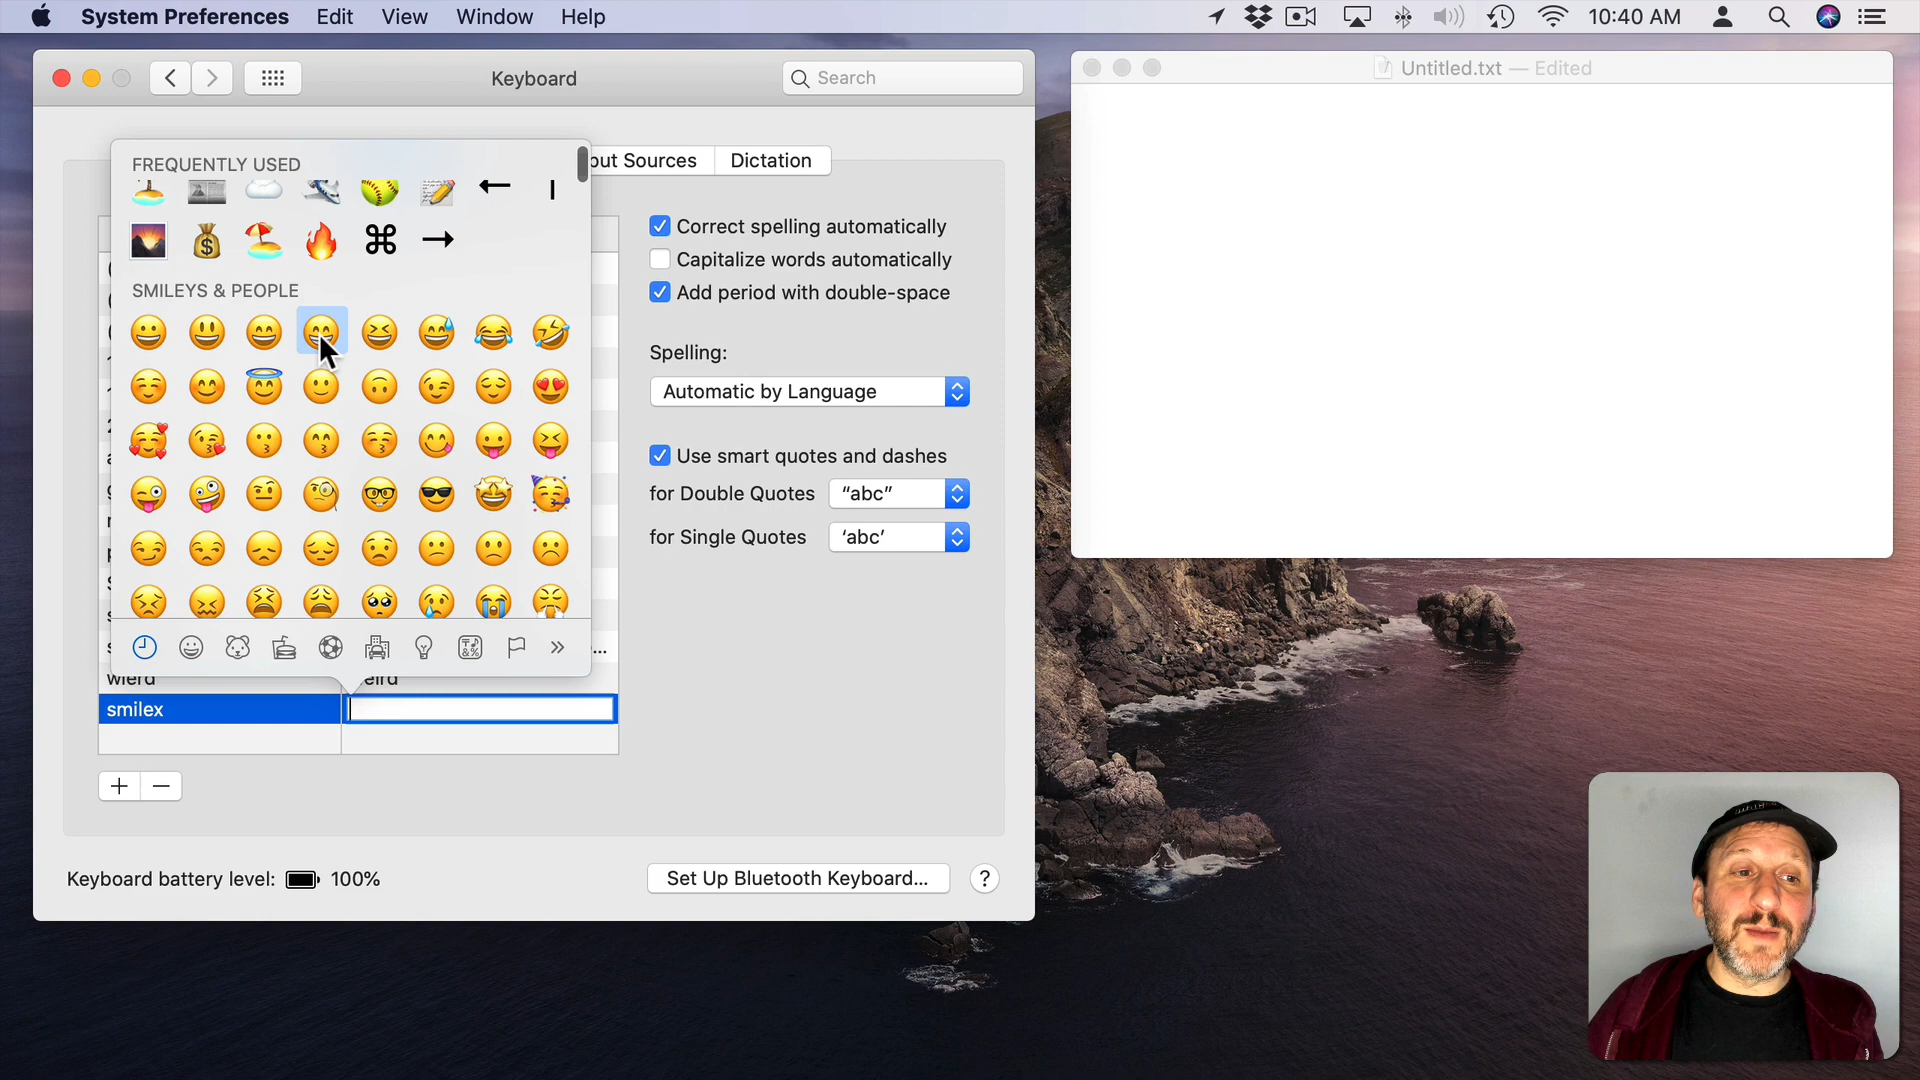 System Preferences Edit View Window Help 10:40 AM
Keyboard
Search
Untitled.txt — Edited
FREQUENTLY USED
put Sources
Dictation
Correct spelling automatically
Capitalize words automatically
Add period with double-space
SMILEYS & PEOPLE
Spelling:
Automatic by Language
Use smart quotes and dashes
for Double Quotes “abc”
for Single Quotes ‘abc’
...
wierd eird
smilex
+ −
Keyboard battery level: 100%
Set Up Bluetooth Keyboard...
?